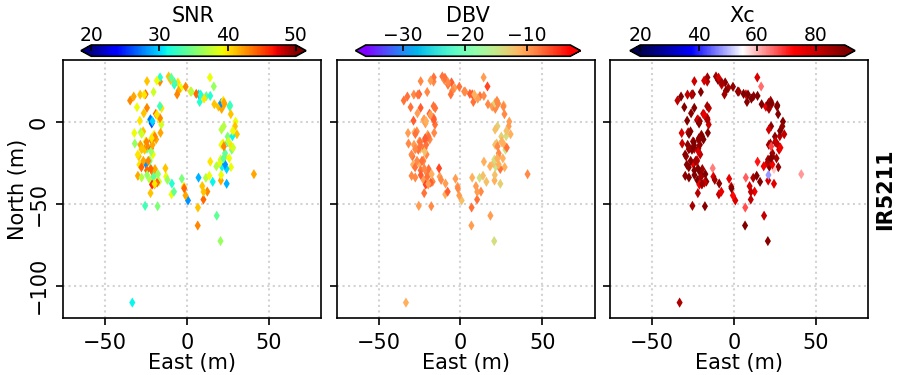 SNR DBV Xc
20 30 40 50 −30 −20 −10 20 40 60 80
North (m)
0
−50
−100
IR5211
−50 0 50 −50 0 50 −50 0 50
East (m) East (m) East (m)